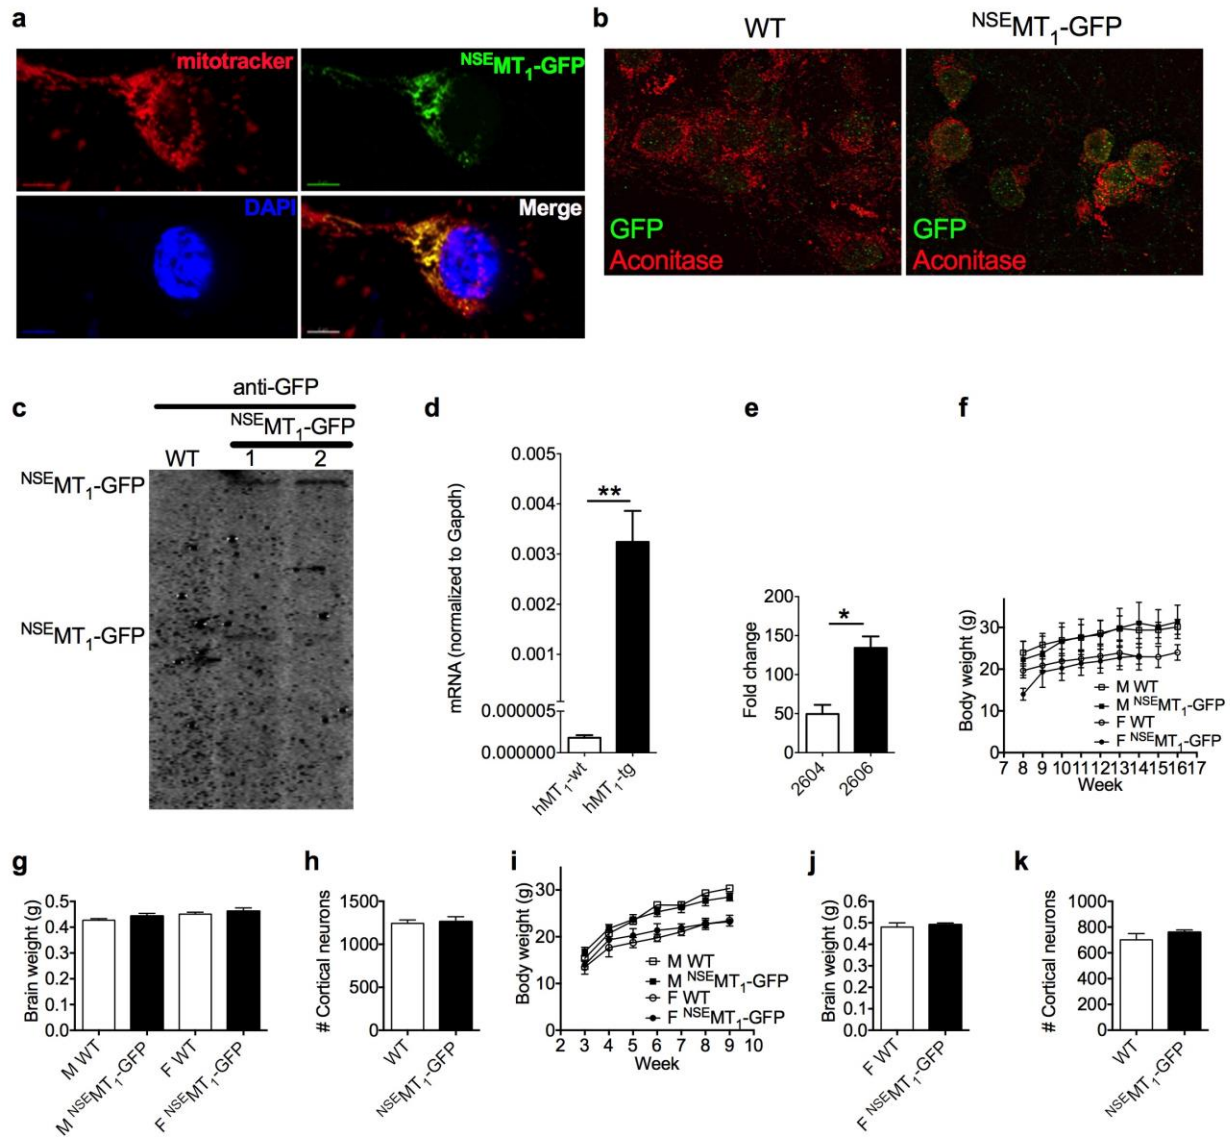 a
mitotracker
NSEMT1-GFP
DAPI
Merge
b
WT
NSEMT1-GFP
GFP
Aconitase
GFP
Aconitase
c
anti-GFP
NSEMT1-GFP
WT 1 2
NSEMT1-GFP
NSEMT1-GFP
d
mRNA (normalized to Gapdh)
0.005
0.004
0.003
0.002
0.001
0.000005
0.000000
**
hMT1-wt
hMT1-tg
e
Fold change
200
150
100
50
0
*
2604
2606
f
Body weight (g)
30
20
10
0
M WT
M NSEMT1-GFP
F WT
F NSEMT1-GFP
7 8 9 10 11 12 13 14 15 16 17
Week
g
Brain weight (g)
0.5
0.4
0.3
0.2
0.1
0.0
M WT
M NSEMT1-GFP
F WT
F NSEMT1-GFP
h
# Cortical neurons
1500
1000
500
0
WT
NSEMT1-GFP
i
Body weight (g)
30
20
10
0
M WT
M NSEMT1-GFP
F WT
F NSEMT1-GFP
2 3 4 5 6 7 8 9 10
Week
j
Brain weight (g)
0.6
0.5
0.4
0.3
0.2
0.1
0.0
F WT
F NSEMT1-GFP
k
# Cortical neurons
1000
800
600
400
200
0
WT
NSEMT1-GFP